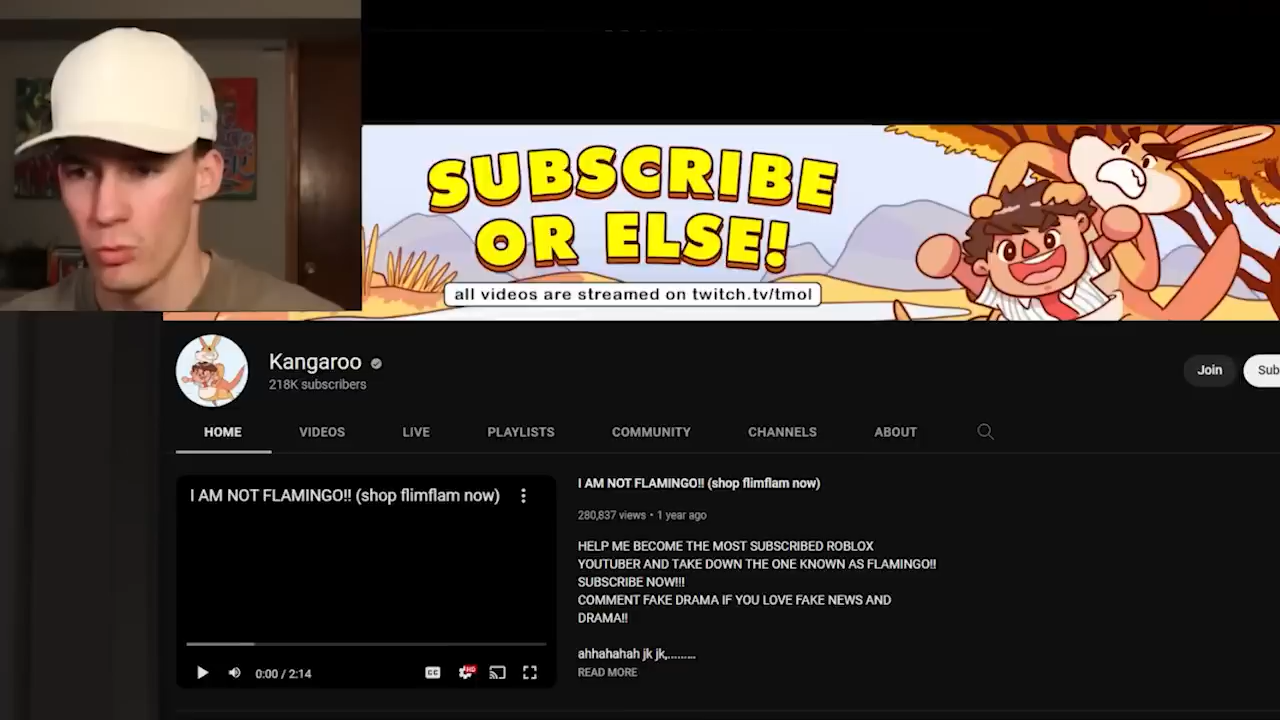 SUBSCRIBE
OR ELSE!
all videos are streamed on twitch.tv/tmol
Kangaroo
218K subscribers
Join
Sub
HOME
VIDEOS
LIVE
PLAYLISTS
COMMUNITY
CHANNELS
ABOUT
I AM NOT FLAMINGO!! (shop flimflam now)
0:00 / 2:14
CC
HD
I AM NOT FLAMINGO!! (shop flimflam now)
280,837 views • 1 year ago
HELP ME BECOME THE MOST SUBSCRIBED ROBLOX
YOUTUBER AND TAKE DOWN THE ONE KNOWN AS FLAMINGO!!
SUBSCRIBE NOW!!!
COMMENT FAKE DRAMA IF YOU LOVE FAKE NEWS AND
DRAMA!!
ahhahahah jk jk,.........
READ MORE